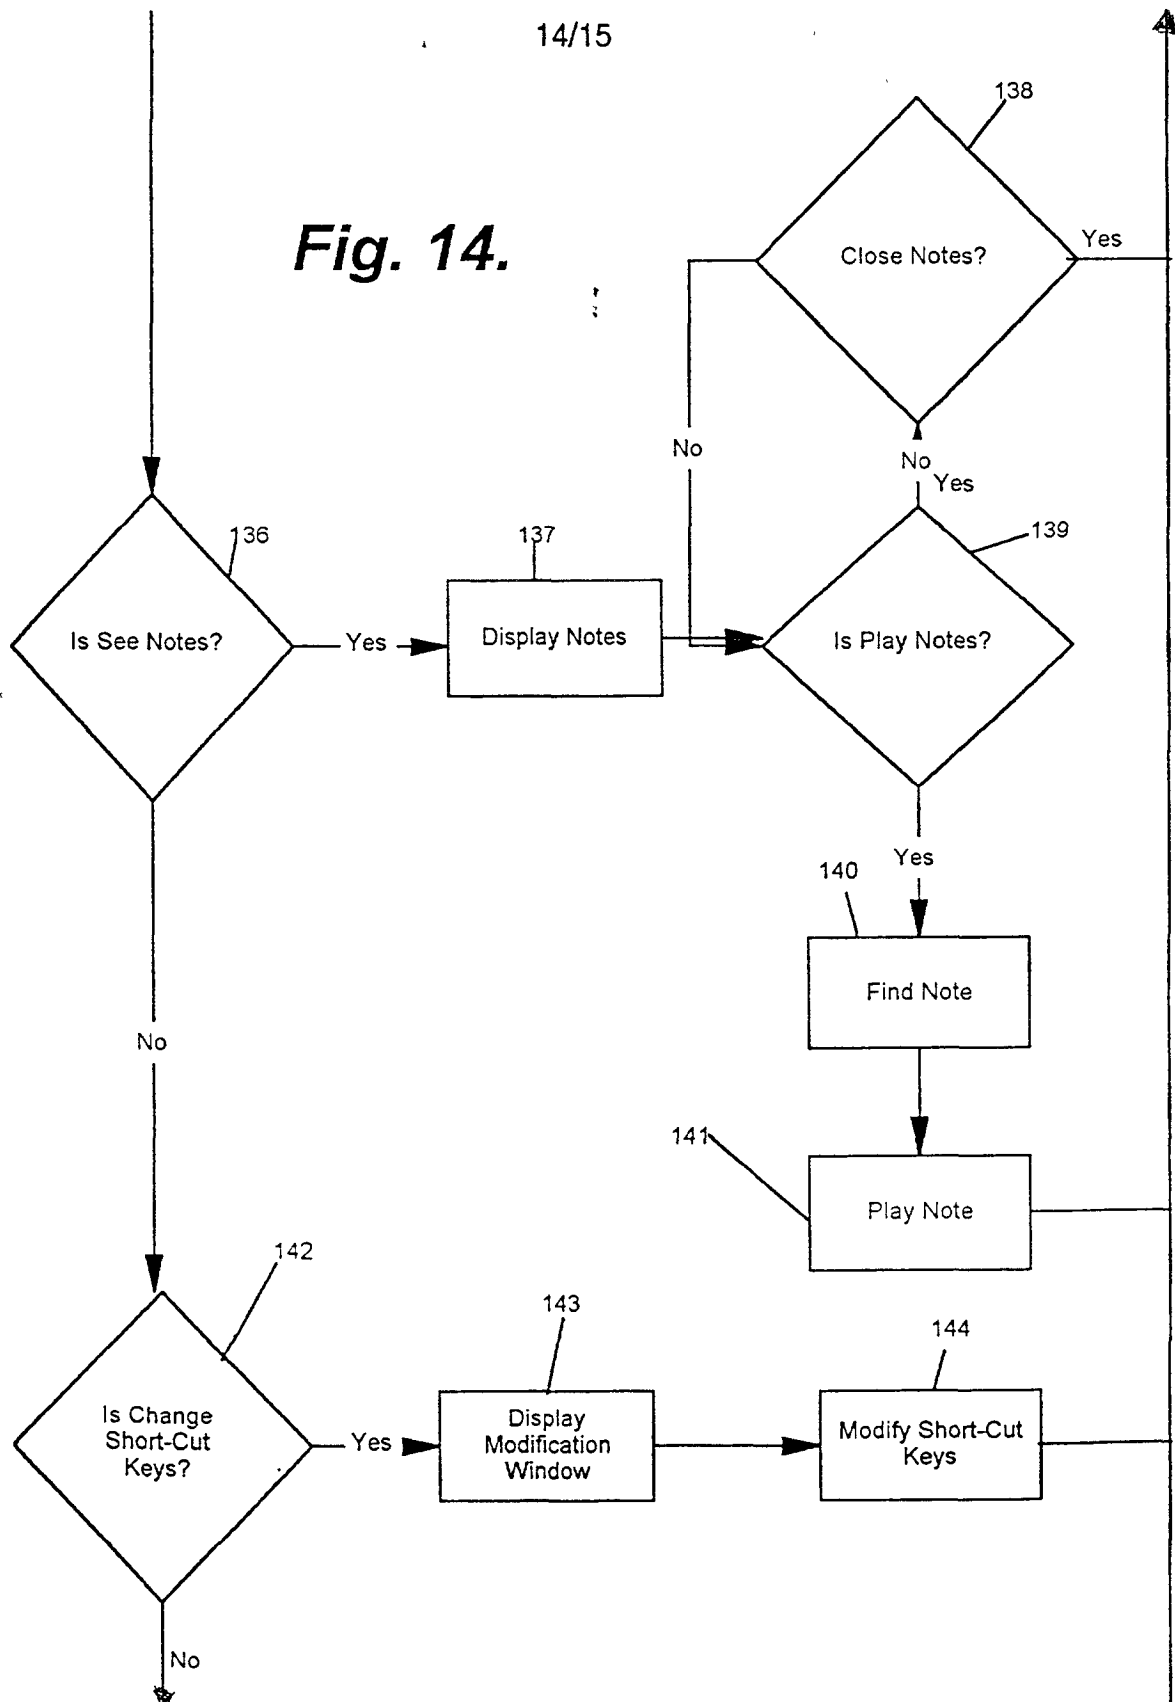 14/15
138
Fig. 14.
Close Notes?
Yes
No
No
Yes
136
137
139
Is See Notes?
Yes
Display Notes
Is Play Notes?
Yes
140
Find Note
No
141
Play Note
142
143
144
Is Change
Short-Cut
Keys?
Yes
Display
Modification
Window
Modify Short-Cut
Keys
No